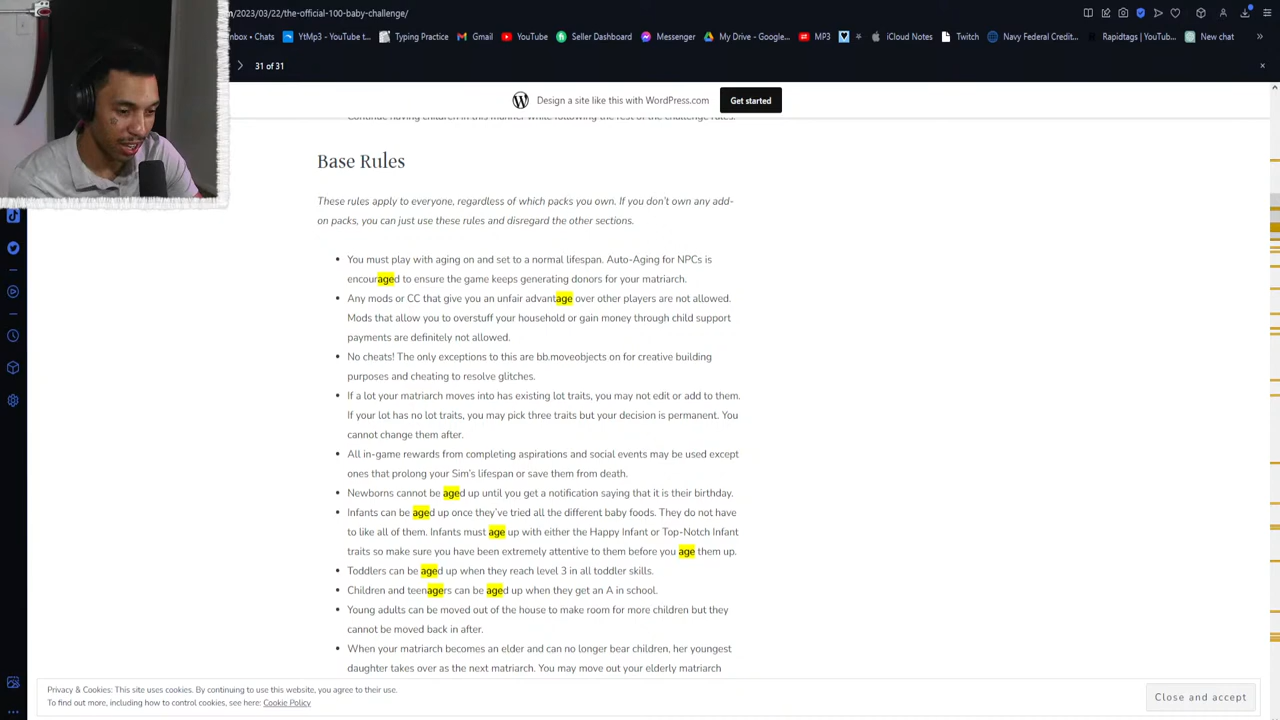 m/2023/03/22/the-official-100-baby-challenge/
nbox • Chats YtMp3 Typing Practice Gmail YouTube Seller Dashboard Messenger My Drive - Google... MP3 iCloud Notes Twitch Navy Federal Credit... Rapidtags | YouTub... New chat
31 of 31
Design a site like this with WordPress.com Get started
Continue having children in this manner while following the rest of the challenge rules.
Base Rules
These rules apply to everyone, regardless of which packs you own. If you don't own any add-
on packs, you can just use these rules and disregard the other sections.
• You must play with aging on and set to a normal lifespan. Auto-Aging for NPCs is
encouraged to ensure the game keeps generating donors for your matriarch.
• Any mods or CC that give you an unfair advantage over other players are not allowed.
Mods that allow you to overstuff your household or gain money through child support
payments are definitely not allowed.
• No cheats! The only exceptions to this are bb.moveobjects on for creative building
purposes and cheating to resolve glitches.
• If a lot your matriarch moves into has existing lot traits, you may not edit or add to them.
If your lot has no lot traits, you may pick three traits but your decision is permanent. You
cannot change them after.
• All in-game rewards from completing aspirations and social events may be used except
ones that prolong your Sim's lifespan or save them from death.
• Newborns cannot be aged up until you get a notification saying that it is their birthday.
• Infants can be aged up once they've tried all the different baby foods. They do not have
to like all of them. Infants must age up with either the Happy Infant or Top-Notch Infant
traits so make sure you have been extremely attentive to them before you age them up.
• Toddlers can be aged up when they reach level 3 in all toddler skills.
• Children and teenagers can be aged up when they get an A in school.
• Young adults can be moved out of the house to make room for more children but they
cannot be moved back in after.
• When your matriarch becomes an elder and can no longer bear children, her youngest
daughter takes over as the next matriarch. You may move out your elderly matriarch
Privacy & Cookies: This site uses cookies. By continuing to use this website, you agree to their use.
To find out more, including how to control cookies, see here: Cookie Policy
Close and accept